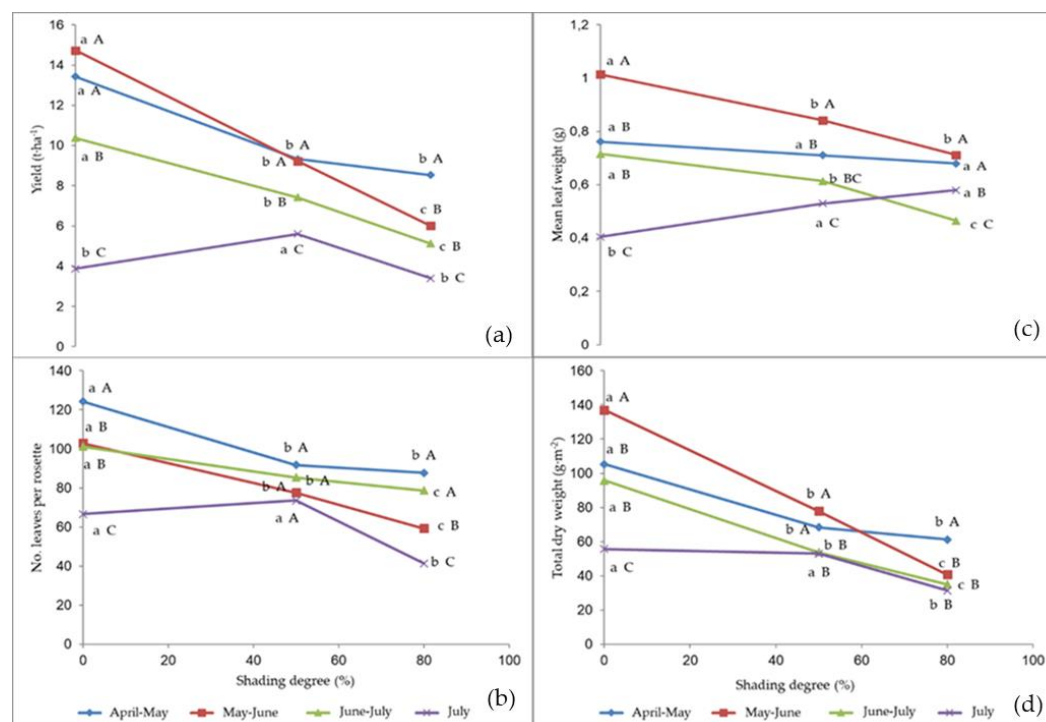 16
14
12
10
8
6
4
2
0
Yield (t·ha⁻¹)
a A
a A
a B
b C
b A
b A
b B
a C
b A
c B
c B
b C
(a)
1,2
1
0,8
0,6
0,4
0,2
0
Mean leaf weight (g)
a A
a B
a B
b C
b A
a B
b BC
a C
b A
a A
a B
c C
(c)
140
120
100
80
60
40
20
0
No. leaves per rosette
a A
a B
a B
a C
b A
b A
b A
a A
b A
c A
c B
b C
0
20
40
60
80
100
Shading degree (%)
(b)
160
140
120
100
80
60
40
20
0
Total dry weight (g·m⁻²)
a A
a B
a B
a C
b A
b A
b B
a B
b A
c B
c B
b B
0
20
40
60
80
100
Shading degree (%)
(d)
April-May
May-June
June-July
July
April-May
May-June
June-July
July